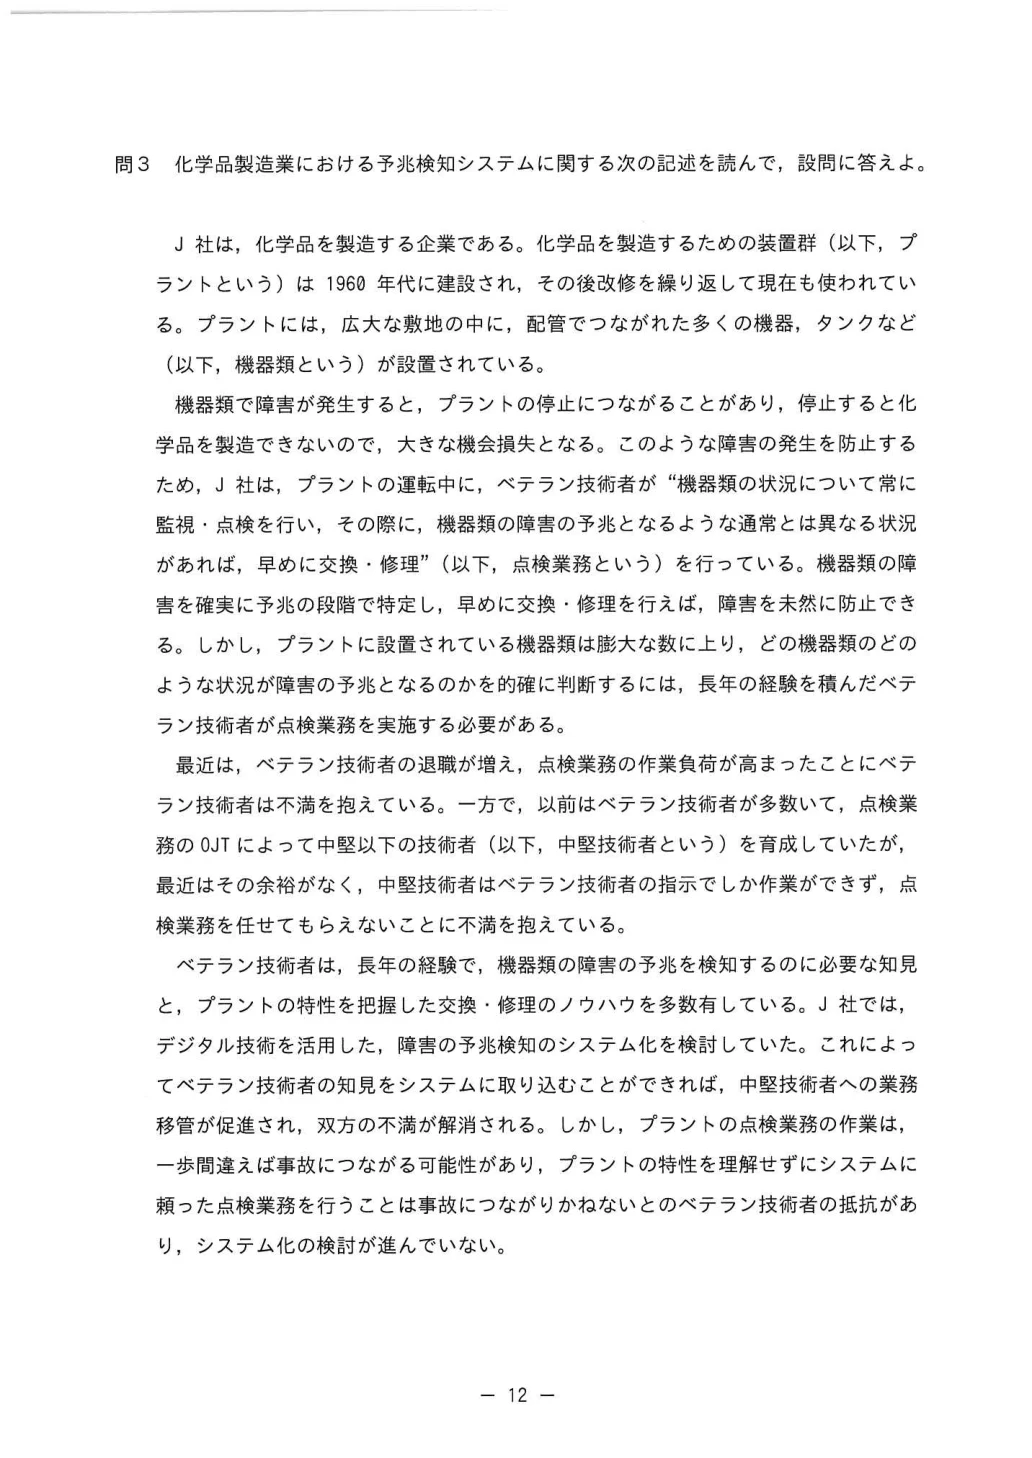 問3　化学品製造業における予兆検知システムに関する次の記述を読んで，設問に答えよ。
J 社は，化学品を製造する企業である。化学品を製造するための装置群（以下，プ
ラントという）は 1960 年代に建設され，その後改修を繰り返して現在も使われてい
る。プラントには，広大な敷地の中に，配管でつながれた多くの機器，タンクなど
（以下，機器類という）が設置されている。
機器類で障害が発生すると，プラントの停止につながることがあり，停止すると化
学品を製造できないので，大きな機会損失となる。このような障害の発生を防止する
ため，J 社は，プラントの運転中に，ベテラン技術者が“機器類の状況について常に
監視・点検を行い，その際に，機器類の障害の予兆となるような通常とは異なる状況
があれば，早めに交換・修理”（以下，点検業務という）を行っている。機器類の障
害を確実に予兆の段階で特定し，早めに交換・修理を行えば，障害を未然に防止でき
る。しかし，プラントに設置されている機器類は膨大な数に上り，どの機器類のどの
ような状況が障害の予兆となるのかを的確に判断するには，長年の経験を積んだベテ
ラン技術者が点検業務を実施する必要がある。
最近は，ベテラン技術者の退職が増え，点検業務の作業負荷が高まったことにベテ
ラン技術者は不満を抱えている。一方で，以前はベテラン技術者が多数いて，点検業
務の OJT によって中堅以下の技術者（以下，中堅技術者という）を育成していたが，
最近はその余裕がなく，中堅技術者はベテラン技術者の指示でしか作業ができず，点
検業務を任せてもらえないことに不満を抱えている。
ベテラン技術者は，長年の経験で，機器類の障害の予兆を検知するのに必要な知見
と，プラントの特性を把握した交換・修理のノウハウを多数有している。J 社では，
デジタル技術を活用した，障害の予兆検知のシステム化を検討していた。これによっ
てベテラン技術者の知見をシステムに取り込むことができれば，中堅技術者への業務
移管が促進され，双方の不満が解消される。しかし，プラントの点検業務の作業は，
一歩間違えば事故につながる可能性があり，プラントの特性を理解せずにシステムに
頼った点検業務を行うことは事故につながりかねないとのベテラン技術者の抵抗があ
り，システム化の検討が進んでいない。
－ 12 －